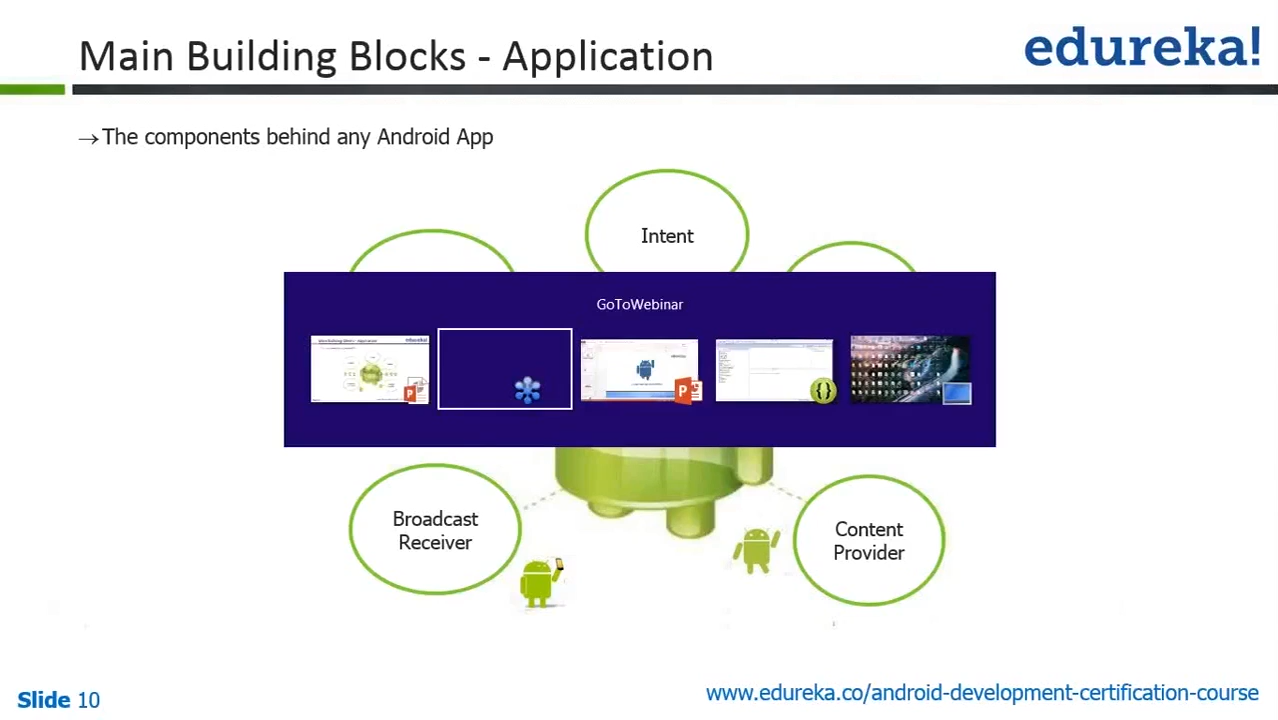 Main Building Blocks - Application
edureka!
→The components behind any Android App
Intent
GoToWebinar
Broadcast
Receiver
Content
Provider
Slide 10
www.edureka.co/android-development-certification-course